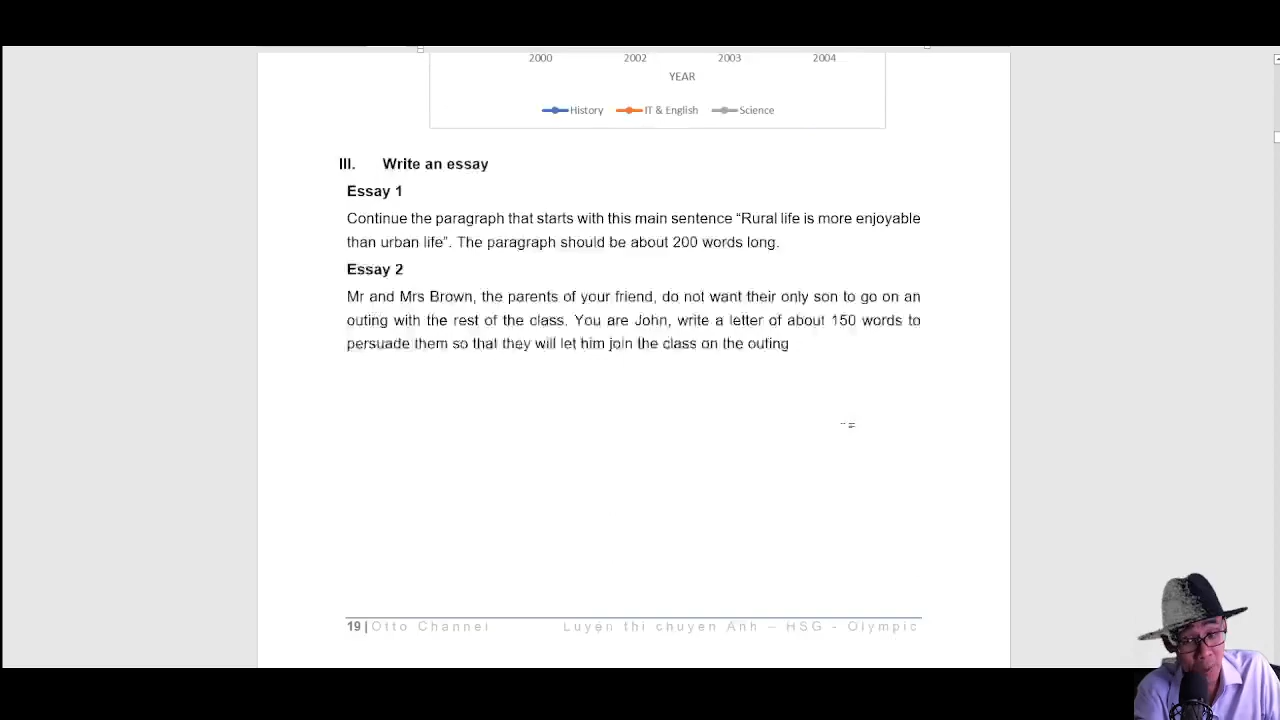 2000 2002 2003 2004
YEAR
History IT & English Science
III. Write an essay
Essay 1
Continue the paragraph that starts with this main sentence “Rural life is more enjoyable
than urban life”. The paragraph should be about 200 words long.
Essay 2
Mr and Mrs Brown, the parents of your friend, do not want their only son to go on an
outing with the rest of the class. You are John, write a letter of about 150 words to
persuade them so that they will let him join the class on the outing
19 | Otto Channel Luyện thi chuyên Anh – HSG - Olympic